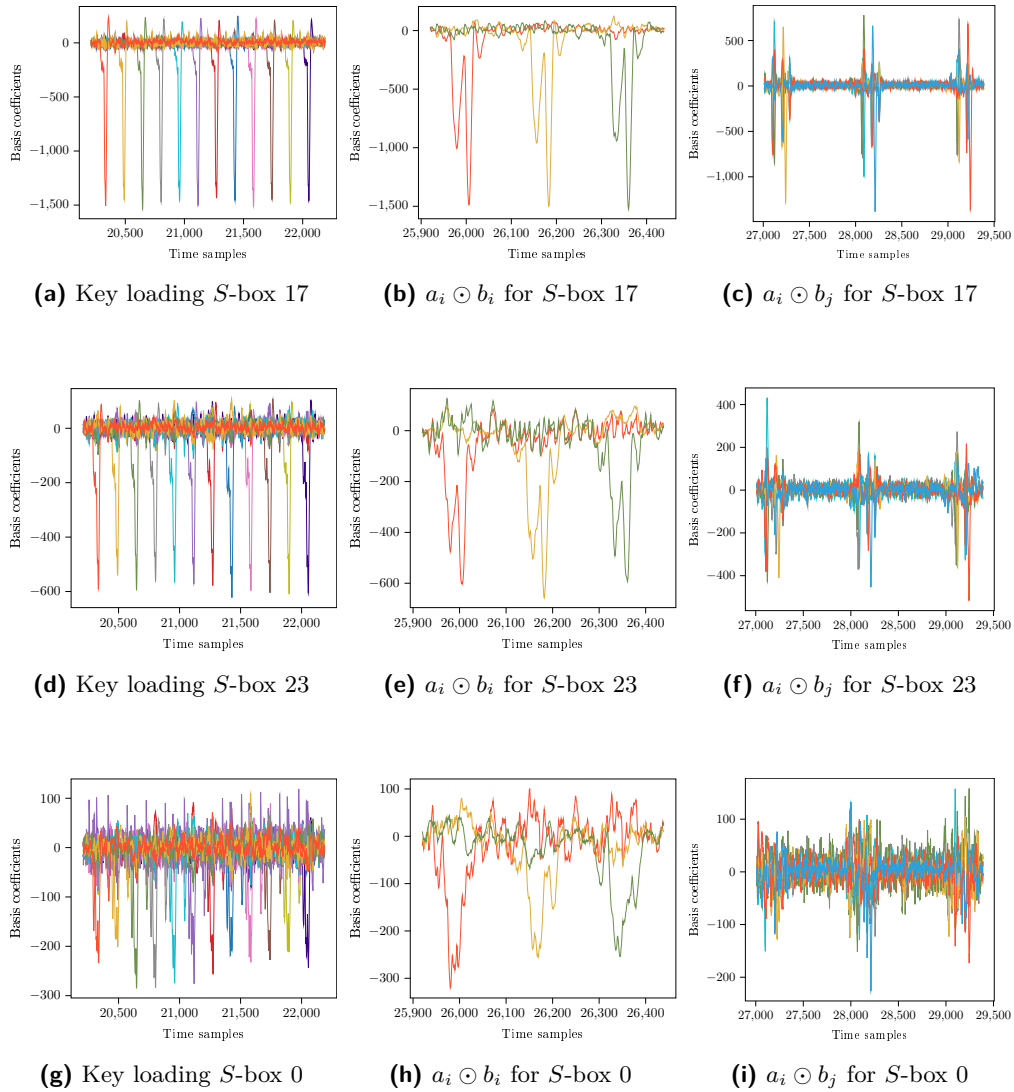 0
−500
−1,000
−1,500
20,500 21,000 21,500 22,000
Time samples
Basis coefficients
(a) Key loading S-box 17
0
−500
−1,000
−1,500
25,900 26,000 26,100 26,200 26,300 26,400
Time samples
Basis coefficients
(b) a_i ⊙ b_i for S-box 17
500
0
−500
−1,000
27,000 27,500 28,000 28,500 29,000 29,500
Time samples
Basis coefficients
(c) a_i ⊙ b_j for S-box 17
0
−200
−400
−600
20,500 21,000 21,500 22,000
Time samples
Basis coefficients
(d) Key loading S-box 23
0
−200
−400
−600
25,900 26,000 26,100 26,200 26,300 26,400
Time samples
Basis coefficients
(e) a_i ⊙ b_i for S-box 23
400
200
0
−200
−400
27,000 27,500 28,000 28,500 29,000 29,500
Time samples
Basis coefficients
(f) a_i ⊙ b_j for S-box 23
100
0
−100
−200
−300
20,500 21,000 21,500 22,000
Time samples
Basis coefficients
(g) Key loading S-box 0
100
0
−100
−200
−300
25,900 26,000 26,100 26,200 26,300 26,400
Time samples
Basis coefficients
(h) a_i ⊙ b_i for S-box 0
100
0
−100
−200
27,000 27,500 28,000 28,500 29,000 29,500
Time samples
Basis coefficients
(i) a_i ⊙ b_j for S-box 0